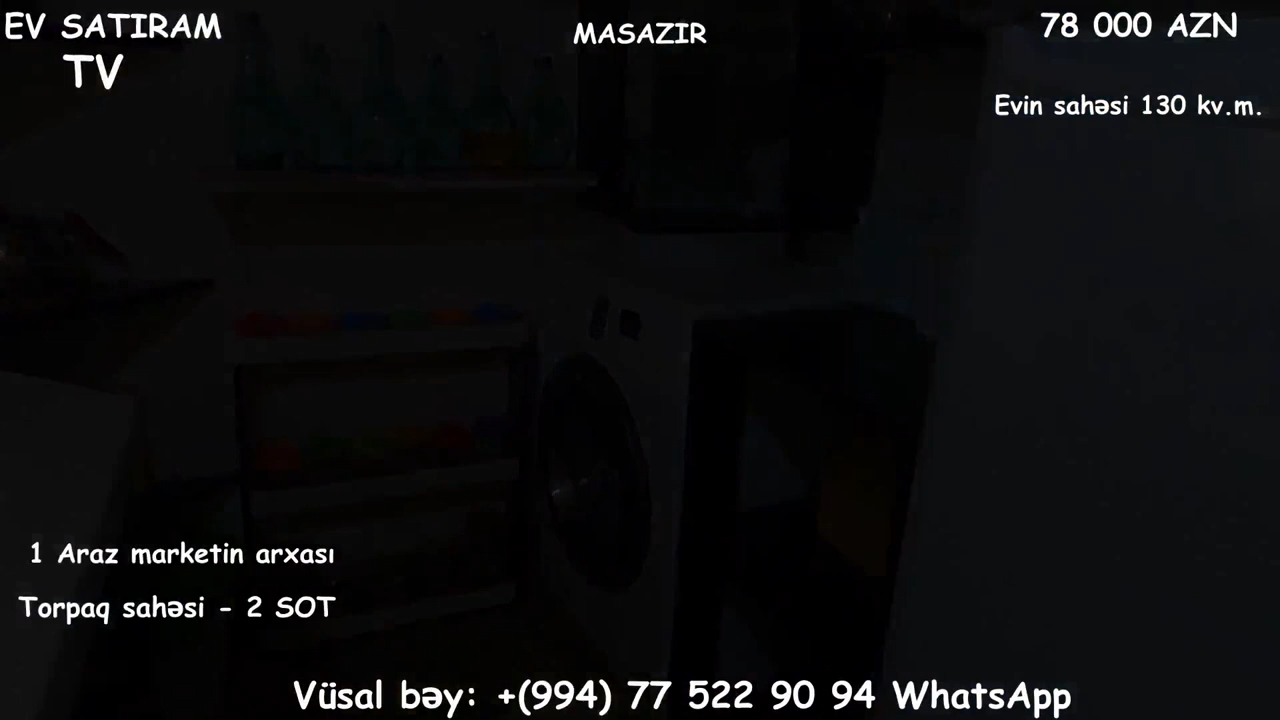 EV SATIRAM
TV
MASAZIR
78 000 AZN
Evin sahəsi 130 kv.m.
1 Araz marketin arxası
Torpaq sahəsi - 2 SOT
Vüsal bəy: +(994) 77 522 90 94 WhatsApp